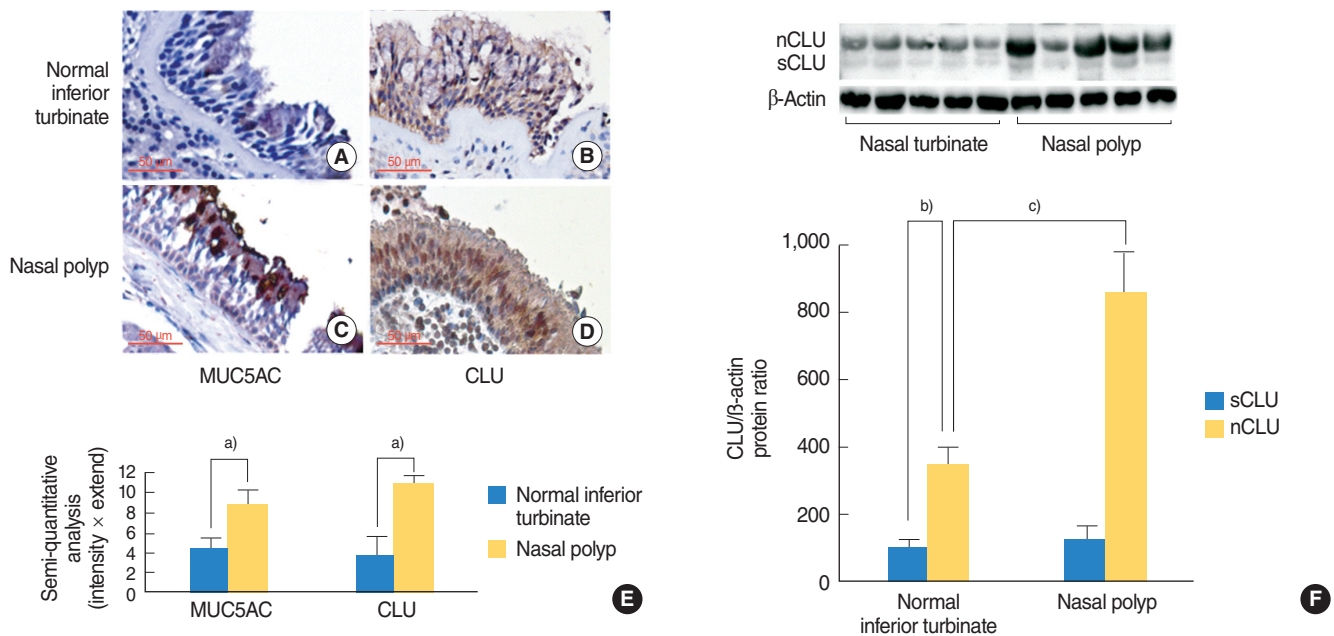 Normal
inferior
turbinate
50 µm
A
50 µm
B
Nasal polyp
50 µm
C
50 µm
D
MUC5AC
CLU
Semi-quantitative
analysis
(intensity × extend)
12
10
8
6
4
2
0
a)
a)
MUC5AC
CLU
Normal inferior
turbinate
Nasal polyp
E
nCLU
sCLU
β-Actin
Nasal turbinate
Nasal polyp
CLU/ß-actin
protein ratio
1,000
800
600
400
200
0
b)
c)
Normal
inferior turbinate
Nasal polyp
sCLU
nCLU
F